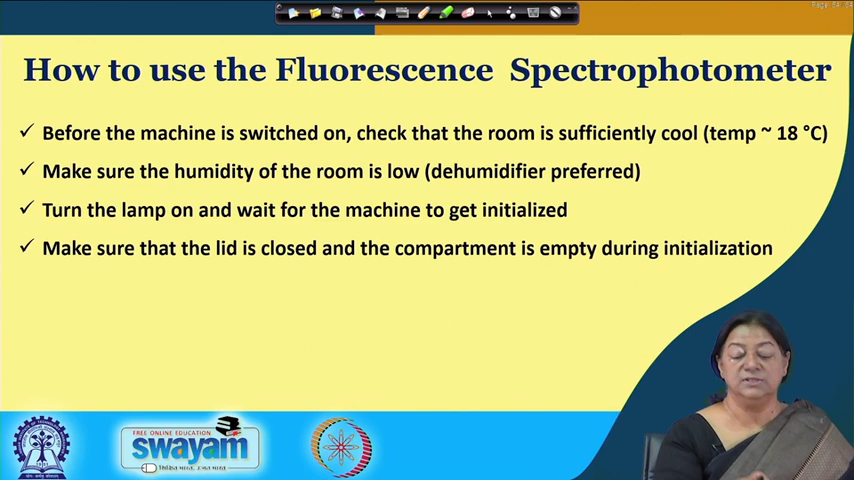 How to use the Fluorescence Spectrophotometer
✓ Before the machine is switched on, check that the room is sufficiently cool (temp ~ 18 °C)
✓ Make sure the humidity of the room is low (dehumidifier preferred)
✓ Turn the lamp on and wait for the machine to get initialized
✓ Make sure that the lid is closed and the compartment is empty during initialization
FREE ONLINE EDUCATION
swayam